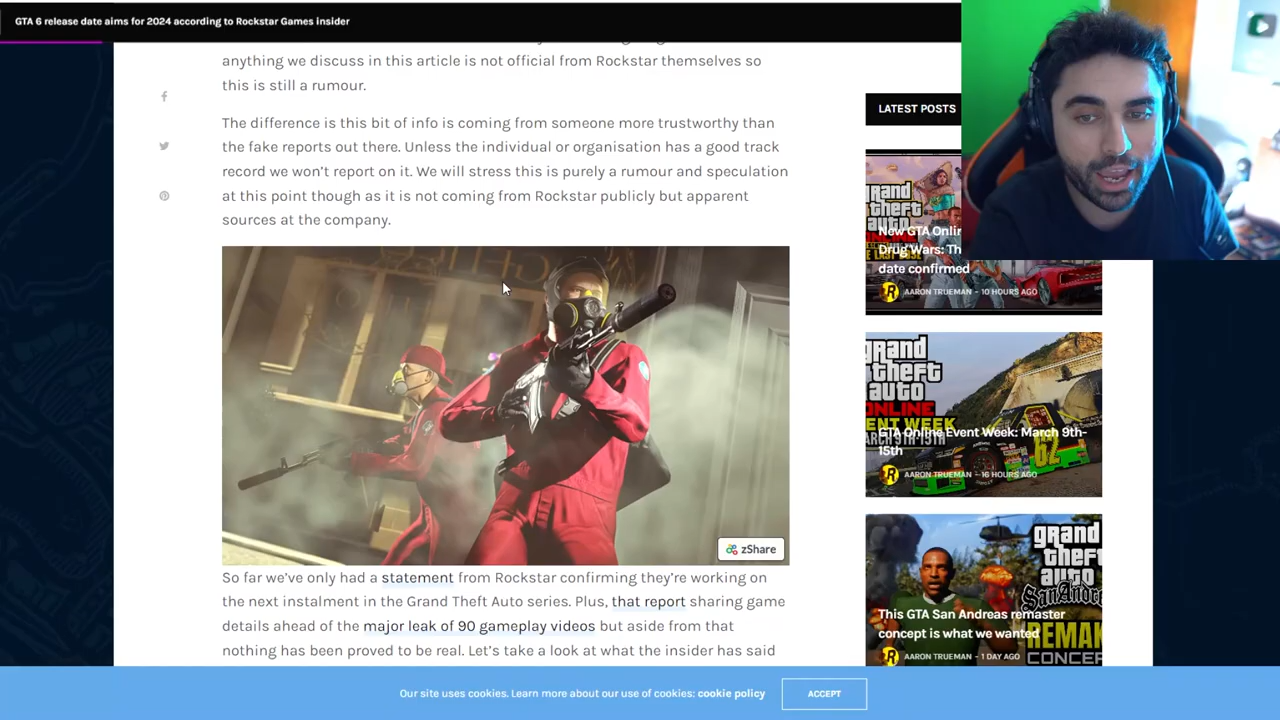 GTA 6 release date aims for 2024 according to Rockstar Games insider
anything we discuss in this article is not official from Rockstar themselves so
this is still a rumour.
The difference is this bit of info is coming from someone more trustworthy than
the fake reports out there. Unless the individual or organisation has a good track
record we won't report on it. We will stress this is purely a rumour and speculation
at this point though as it is not coming from Rockstar publicly but apparent
sources at the company.
zShare
So far we've only had a statement from Rockstar confirming they're working on
the next instalment in the Grand Theft Auto series. Plus, that report sharing game
details ahead of the major leak of 90 gameplay videos but aside from that
nothing has been proved to be real. Let's take a look at what the insider has said
LATEST POSTS
grand
theft
auto
New GTA Onlin
Drug Wars: Th
date confirmed
AARON TRUEMAN - 10 HOURS AGO
grand
theft
auto
ONLINE
EVENT WEEK
MARCH 9TH-15TH
62
GTA Online Event Week: March 9th-
15th
AARON TRUEMAN - 16 HOURS AGO
grand
theft
auto
San Andreas
REMAKE
CONCEPT
This GTA San Andreas remaster
concept is what we wanted
AARON TRUEMAN - 1 DAY AGO
Our site uses cookies. Learn more about our use of cookies: cookie policy
ACCEPT